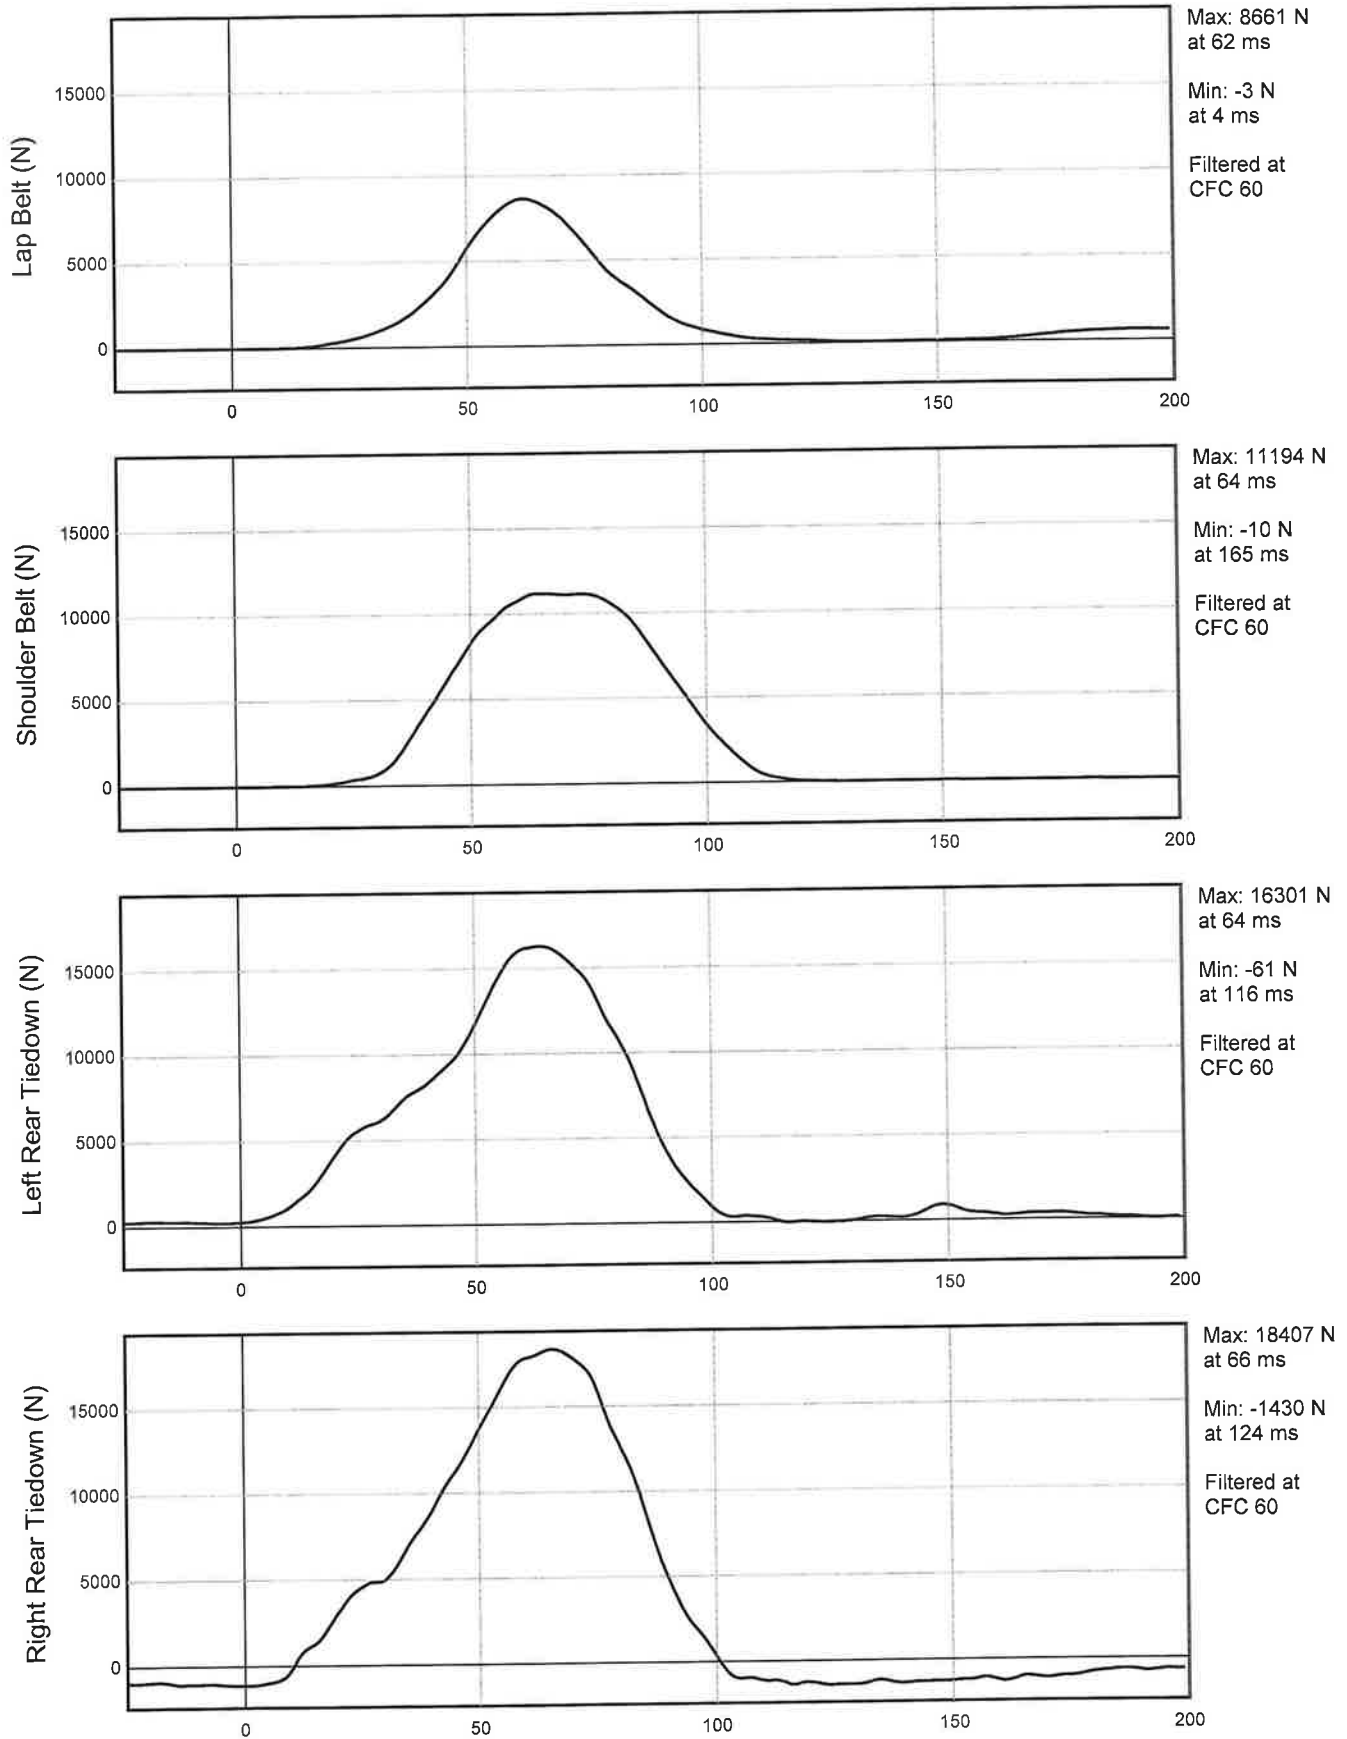 Max: 8661 N
at 62 ms
Min: -3 N
at 4 ms
Filtered at
CFC 60
Lap Belt (N)
15000
10000
5000
0
0 50 100 150 200
Max: 11194 N
at 64 ms
Min: -10 N
at 165 ms
Filtered at
CFC 60
Shoulder Belt (N)
15000
10000
5000
0
0 50 100 150 200
Max: 16301 N
at 64 ms
Min: -61 N
at 116 ms
Filtered at
CFC 60
Left Rear Tiedown (N)
15000
10000
5000
0
0 50 100 150 200
Max: 18407 N
at 66 ms
Min: -1430 N
at 124 ms
Filtered at
CFC 60
Right Rear Tiedown (N)
15000
10000
5000
0
0 50 100 150 200